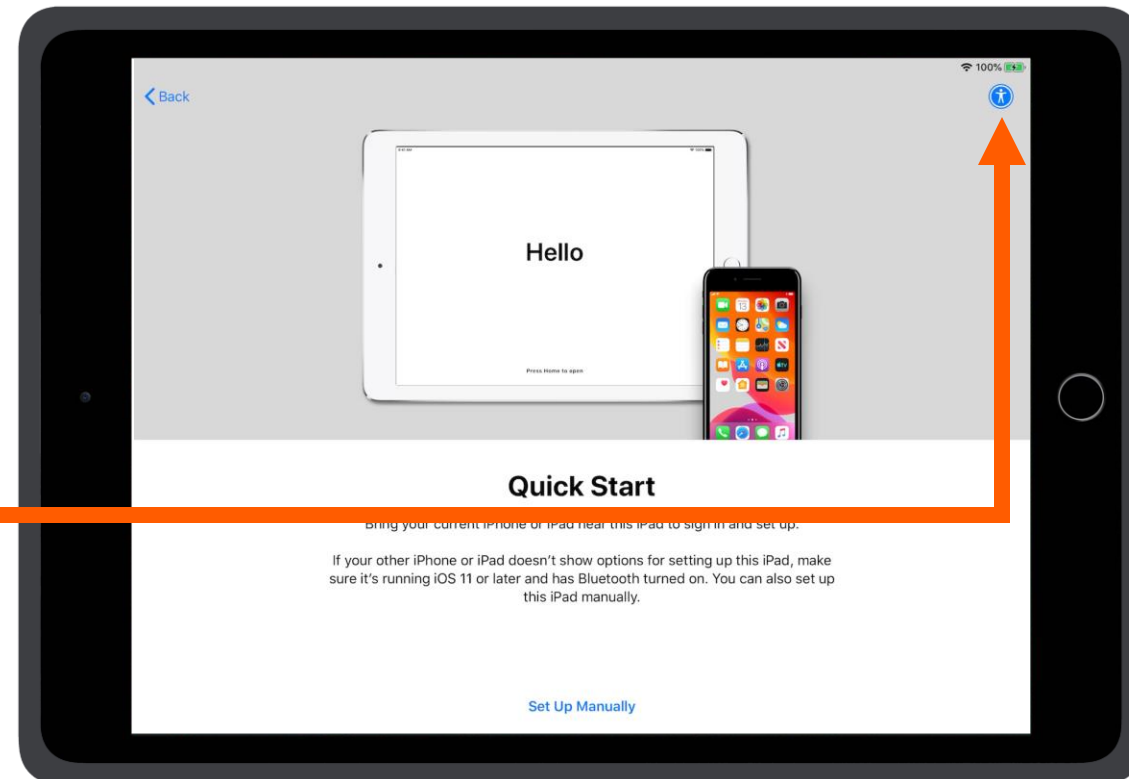 100%
Back
Hello
Press Home to open
Quick Start
Bring your current iPhone or iPad near this iPad to sign in and set up.
If your other iPhone or iPad doesn't show options for setting up this iPad, make
sure it's running iOS 11 or later and has Bluetooth turned on. You can also set up
this iPad manually.
Set Up Manually